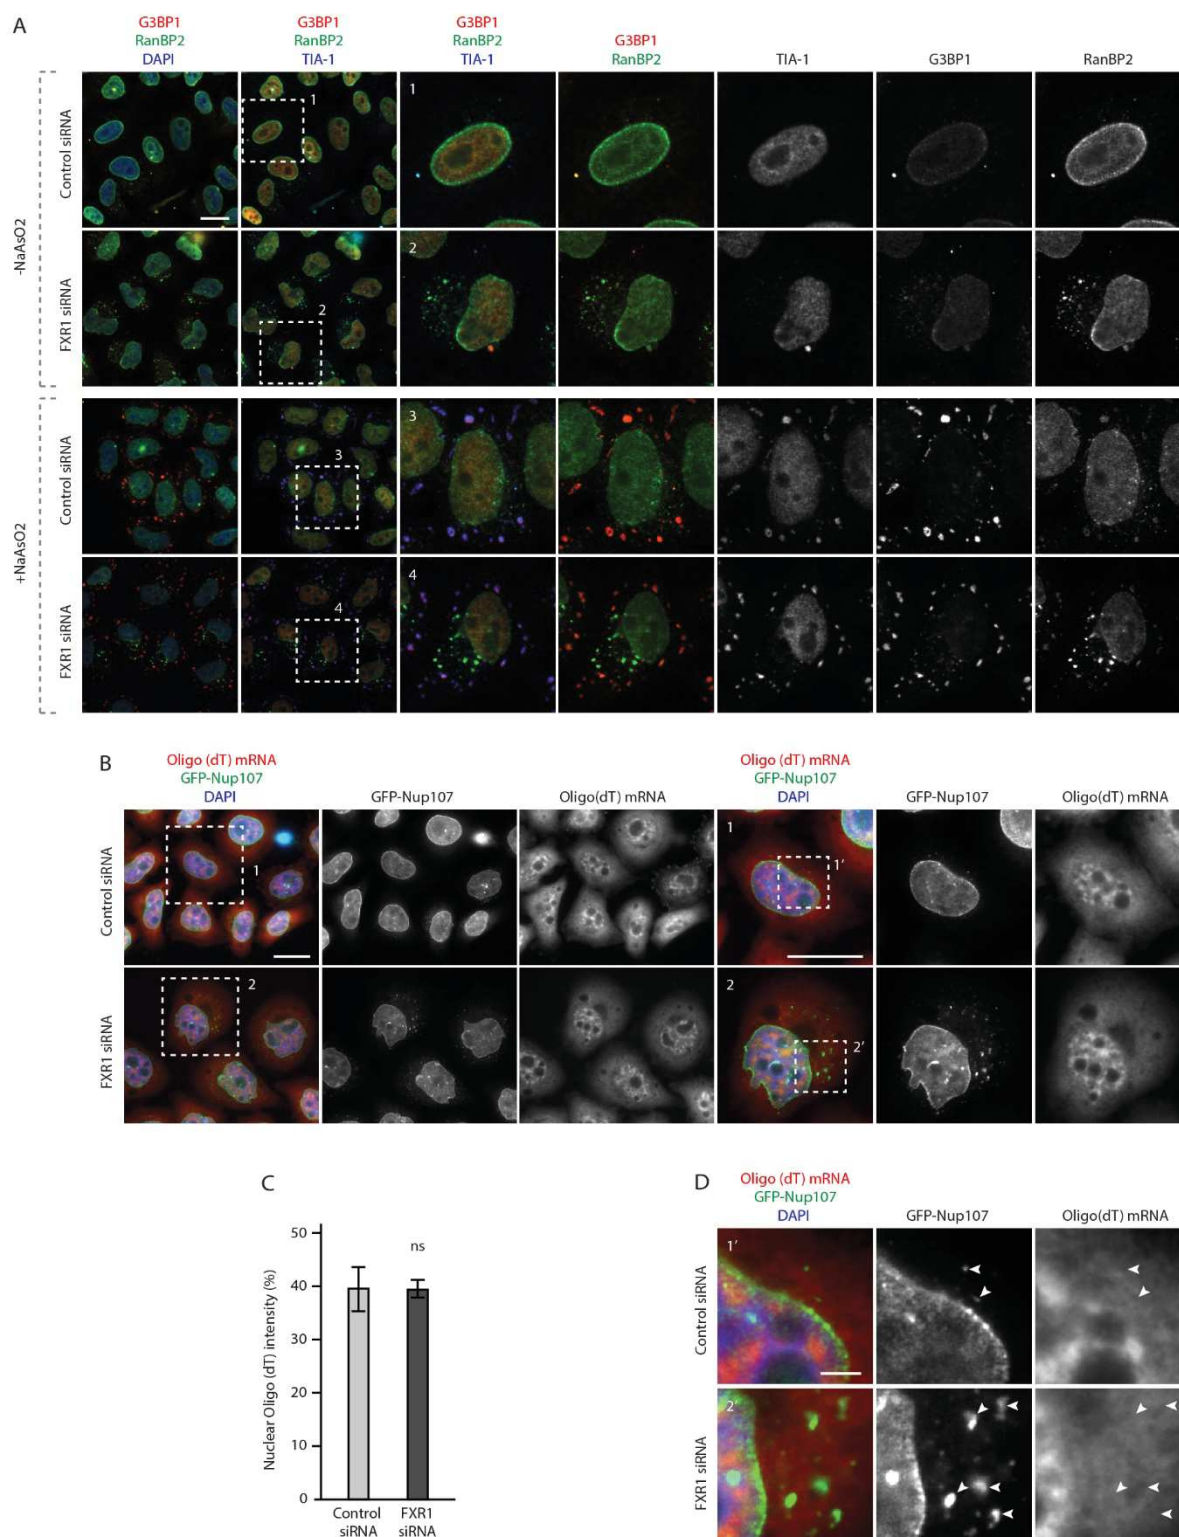 A
G3BP1
RanBP2
DAPI
G3BP1
RanBP2
TIA-1
G3BP1
RanBP2
TIA-1
G3BP1
RanBP2
TIA-1
G3BP1
RanBP2
-NaAsO2
Control siRNA
1
1
FXR1 siRNA
2
2
+NaAsO2
Control siRNA
3
3
FXR1 siRNA
4
4
B
Oligo (dT) mRNA
GFP-Nup107
DAPI
GFP-Nup107
Oligo(dT) mRNA
Oligo (dT) mRNA
GFP-Nup107
DAPI
GFP-Nup107
Oligo(dT) mRNA
Control siRNA
1
1
1′
FXR1 siRNA
2
2
2′
C
Nuclear Oligo (dT) intensity (%)
50
40
30
20
10
0
ns
Control
siRNA
FXR1
siRNA
D
Oligo (dT) mRNA
GFP-Nup107
DAPI
GFP-Nup107
Oligo(dT) mRNA
Control siRNA
1′
FXR1 siRNA
2